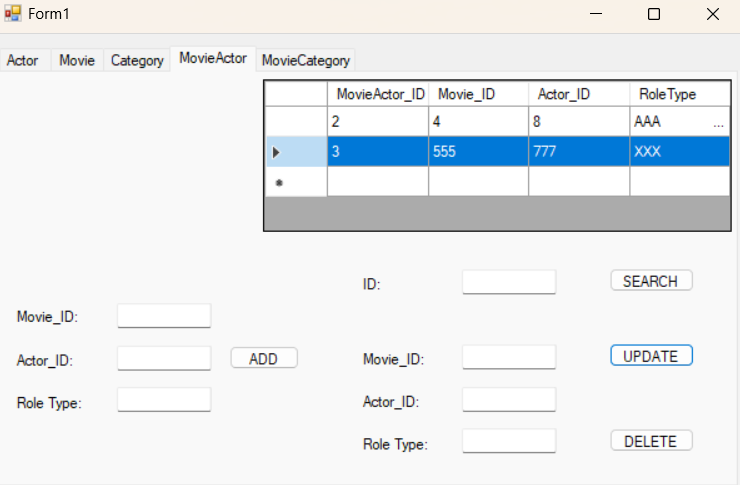 Form1
Actor Movie Category MovieActor MovieCategory
MovieActor_ID Movie_ID Actor_ID RoleType
2 4 8 AAA ...
3 555 777 XXX
ID: SEARCH
Movie_ID:
Actor_ID: ADD
Role Type:
Movie_ID: UPDATE
Actor_ID:
Role Type: DELETE